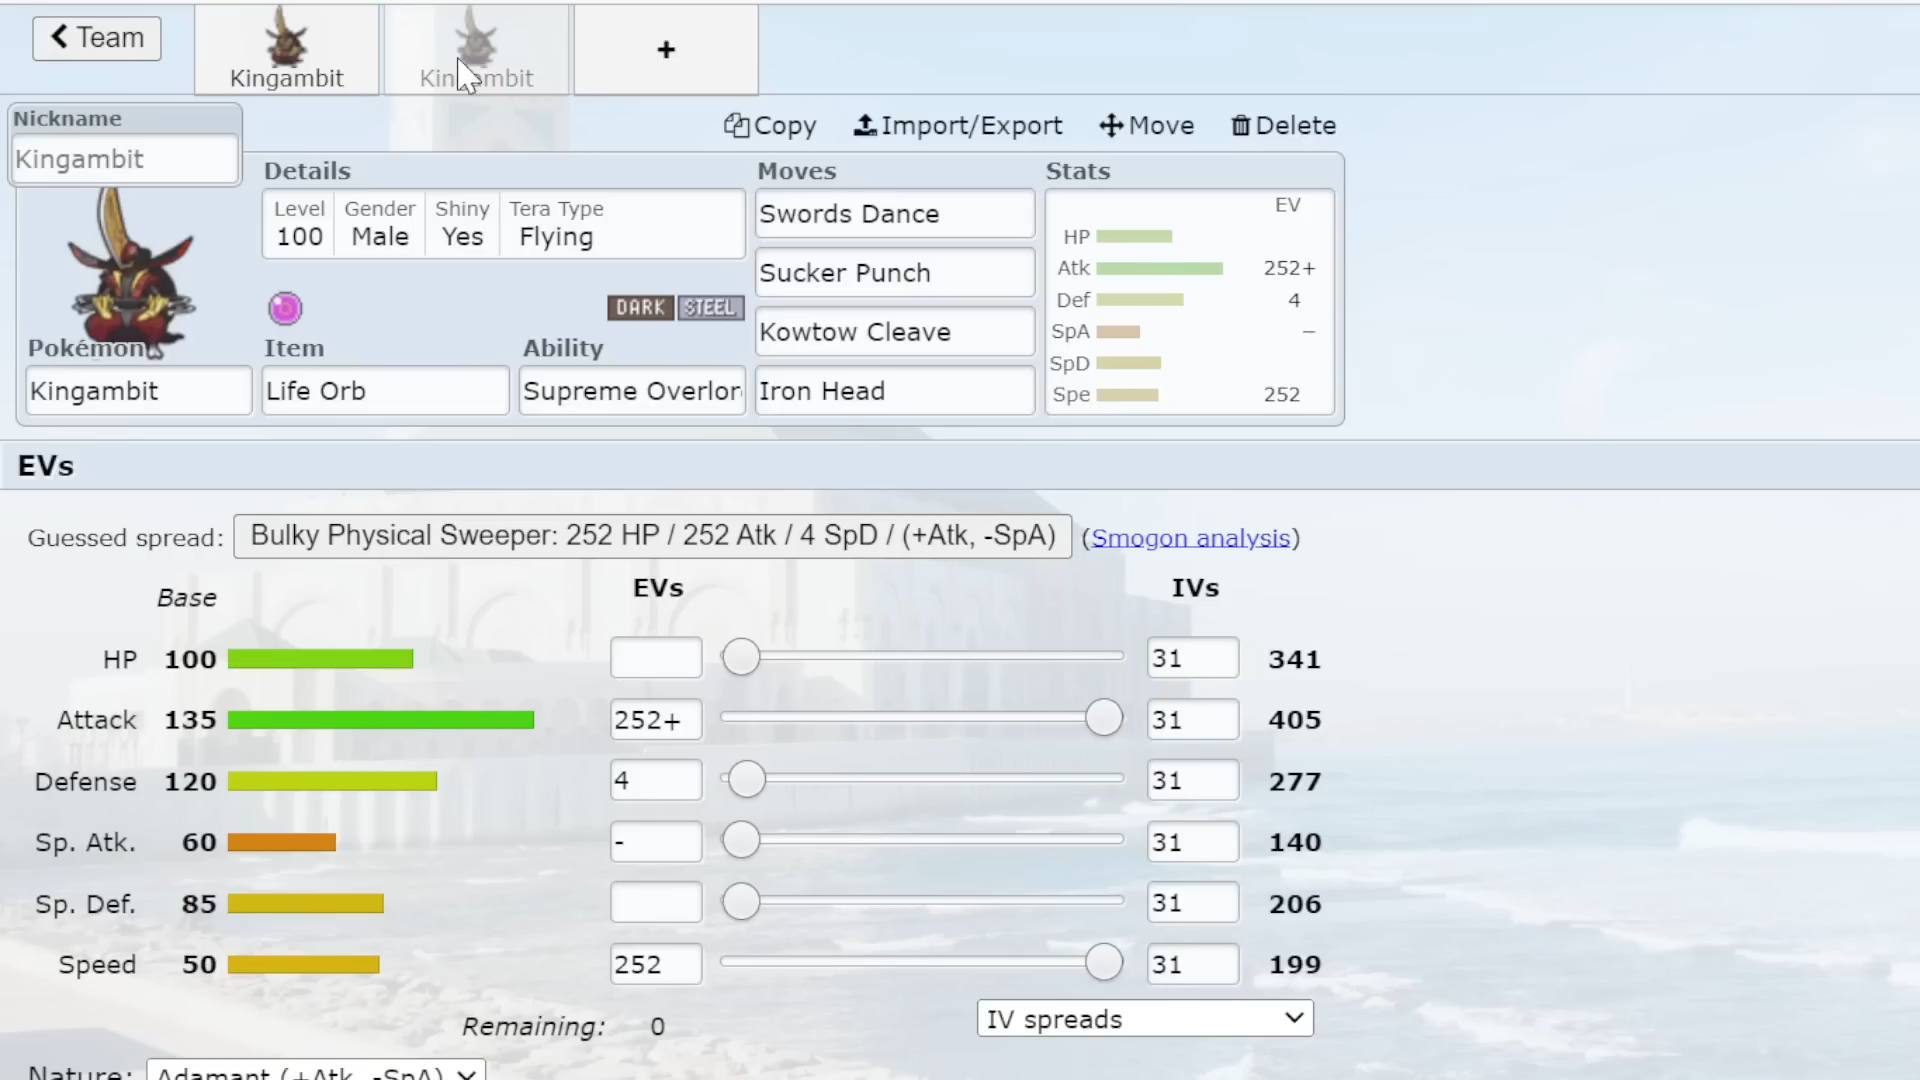 Team
Kingambit
Kingambit
+
Nickname
Kingambit
Copy
Import/Export
Move
Delete
Details
Moves
Stats
Level
100
Gender
Male
Shiny
Yes
Tera Type
Flying
DARK
STEEL
Pokémon
Kingambit
Item
Life Orb
Ability
Supreme Overlor
Swords Dance
Sucker Punch
Kowtow Cleave
Iron Head
EV
HP
Atk 252+
Def 4
SpA –
SpD
Spe 252
EVs
Guessed spread: Bulky Physical Sweeper: 252 HP / 252 Atk / 4 SpD / (+Atk, -SpA) (Smogon analysis)
Base EVs IVs
HP 100 31 341
Attack 135 252+ 31 405
Defense 120 4 31 277
Sp. Atk. 60 - 31 140
Sp. Def. 85 31 206
Speed 50 252 31 199
Remaining: 0
IV spreads
Nature: Adamant (+Atk, -SpA)